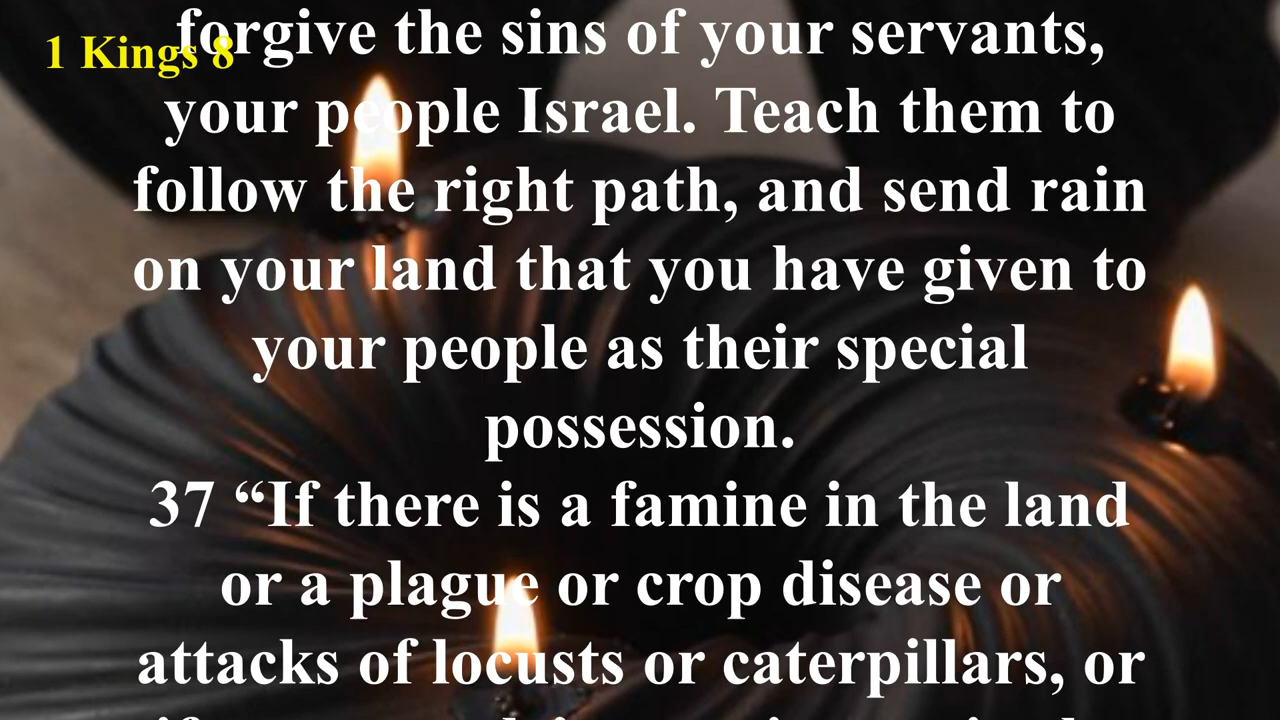 1 Kings 8
forgive the sins of your servants,
your people Israel. Teach them to
follow the right path, and send rain
on your land that you have given to
your people as their special
possession.
37 “If there is a famine in the land
or a plague or crop disease or
attacks of locusts or caterpillars, or